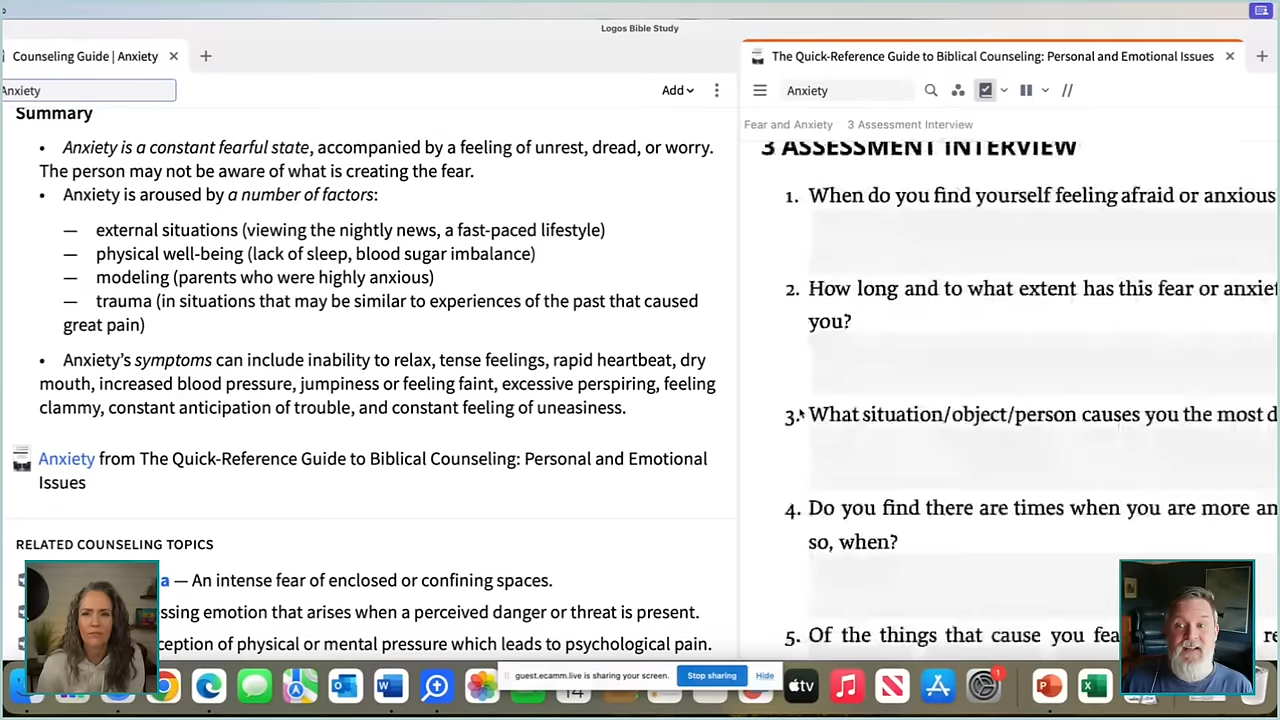 Logos Bible Study
Counseling Guide | Anxiety
Anxiety
Add
Summary
• Anxiety is a constant fearful state, accompanied by a feeling of unrest, dread, or worry.
The person may not be aware of what is creating the fear.
• Anxiety is aroused by a number of factors:
— external situations (viewing the nightly news, a fast-paced lifestyle)
— physical well-being (lack of sleep, blood sugar imbalance)
— modeling (parents who were highly anxious)
— trauma (in situations that may be similar to experiences of the past that caused
great pain)
• Anxiety’s symptoms can include inability to relax, tense feelings, rapid heartbeat, dry
mouth, increased blood pressure, jumpiness or feeling faint, excessive perspiring, feeling
clammy, constant anticipation of trouble, and constant feeling of uneasiness.
Anxiety from The Quick-Reference Guide to Biblical Counseling: Personal and Emotional
Issues
RELATED COUNSELING TOPICS
a — An intense fear of enclosed or confining spaces.
ssing emotion that arises when a perceived danger or threat is present.
ception of physical or mental pressure which leads to psychological pain.
The Quick-Reference Guide to Biblical Counseling: Personal and Emotional Issues
Anxiety
Fear and Anxiety 3 Assessment Interview
3 ASSESSMENT INTERVIEW
1. When do you find yourself feeling afraid or anxious
2. How long and to what extent has this fear or anxiet
you?
3. What situation/object/person causes you the most d
4. Do you find there are times when you are more an
so, when?
5. Of the things that cause you fea re
guest.ecamm.live is sharing your screen.
Stop sharing
Hide
14
tv
1